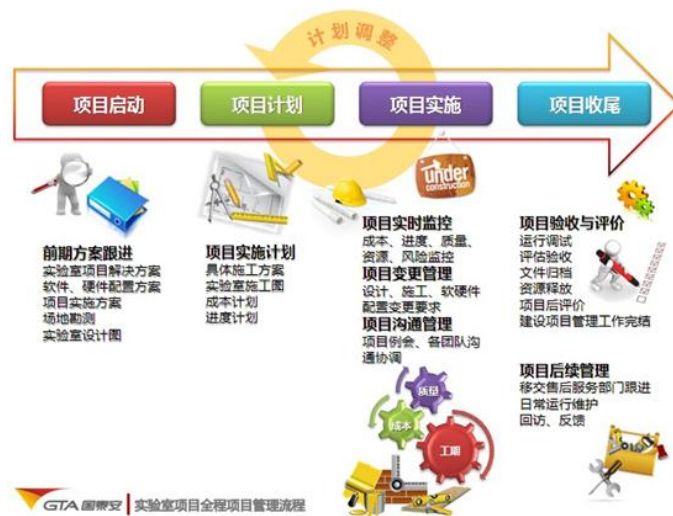 计划调整
项目启动
项目计划
项目实施
项目收尾
under
construction
前期方案跟进
实验室项目解决方案
软件、硬件配置方案
项目实施方案
场地勘测
实验室设计图
项目实施计划
具体施工方案
实验室施工图
成本计划
进度计划
项目实时监控
成本、进度、质量、
资源、风险监控
项目变更管理
设计、施工、软硬件
配置变更要求
项目沟通管理
项目例会、各团队沟
通协调
质量
成本
工期
项目验收与评价
运行调试
评估验收
文件归档
资源释放
项目后评价
建设项目管理工作完结
项目后续管理
移交售后服务部门跟进
日常运行维护
回访、反馈
GTA 国泰安 实验室项目全程项目管理流程